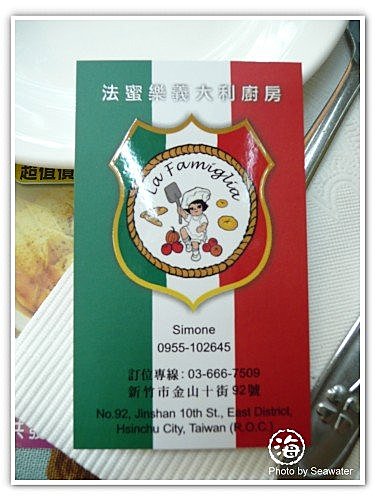 法蜜樂義大利廚房
La Famiglia
超值價
Simone
0955-102645
訂位專線: 03-666-7509
新竹市金山十街92號
No.92, Jinshan 10th St., East District,
Hsinchu City, Taiwan (R.O.C.)
海
Photo by Seawater